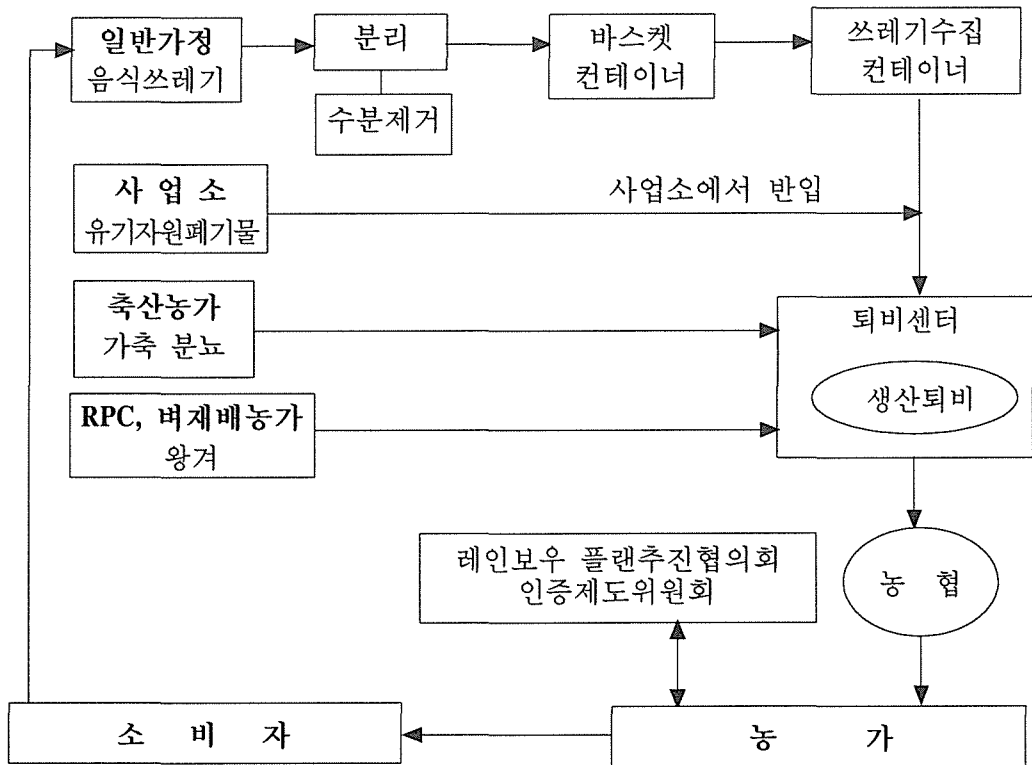 일반가정
음식쓰레기
분리
수분제거
바스켓
컨테이너
쓰레기수집
컨테이너
사 업 소
유기자원폐기물
사업소에서 반입
축산농가
가축 분뇨
퇴비센터
생산퇴비
RPC, 벼재배농가
왕겨
레인보우 플랜추진협의회
인증제도위원회
농 협
소 비 자
농 가